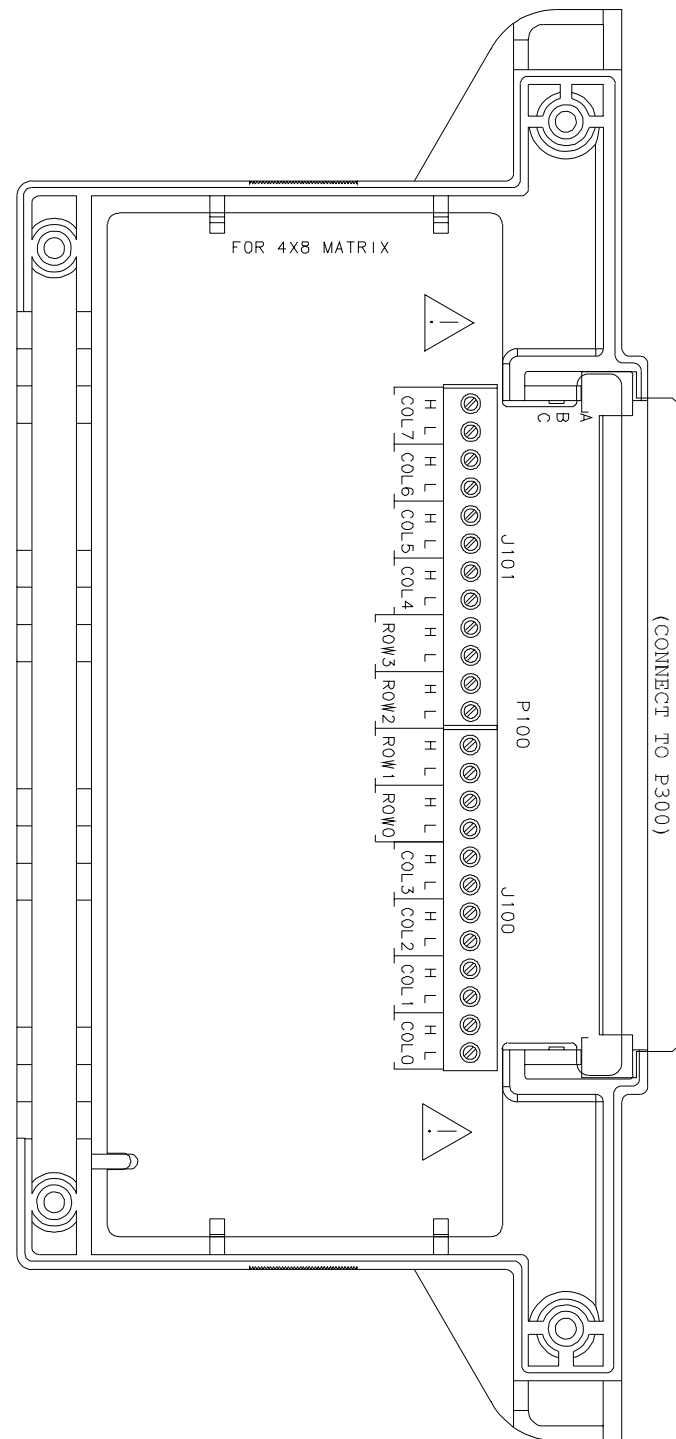 FOR 4X8 MATRIX
A
B
C
(CONNECT TO P300)
J101
P100
J100
H L
COL7
H L
COL6
H L
COL5
H L
COL4
H L
ROW3
H L
ROW2
H L
ROW1
H L
ROW0
H L
COL3
H L
COL2
H L
COL1
H L
COL0
!
!